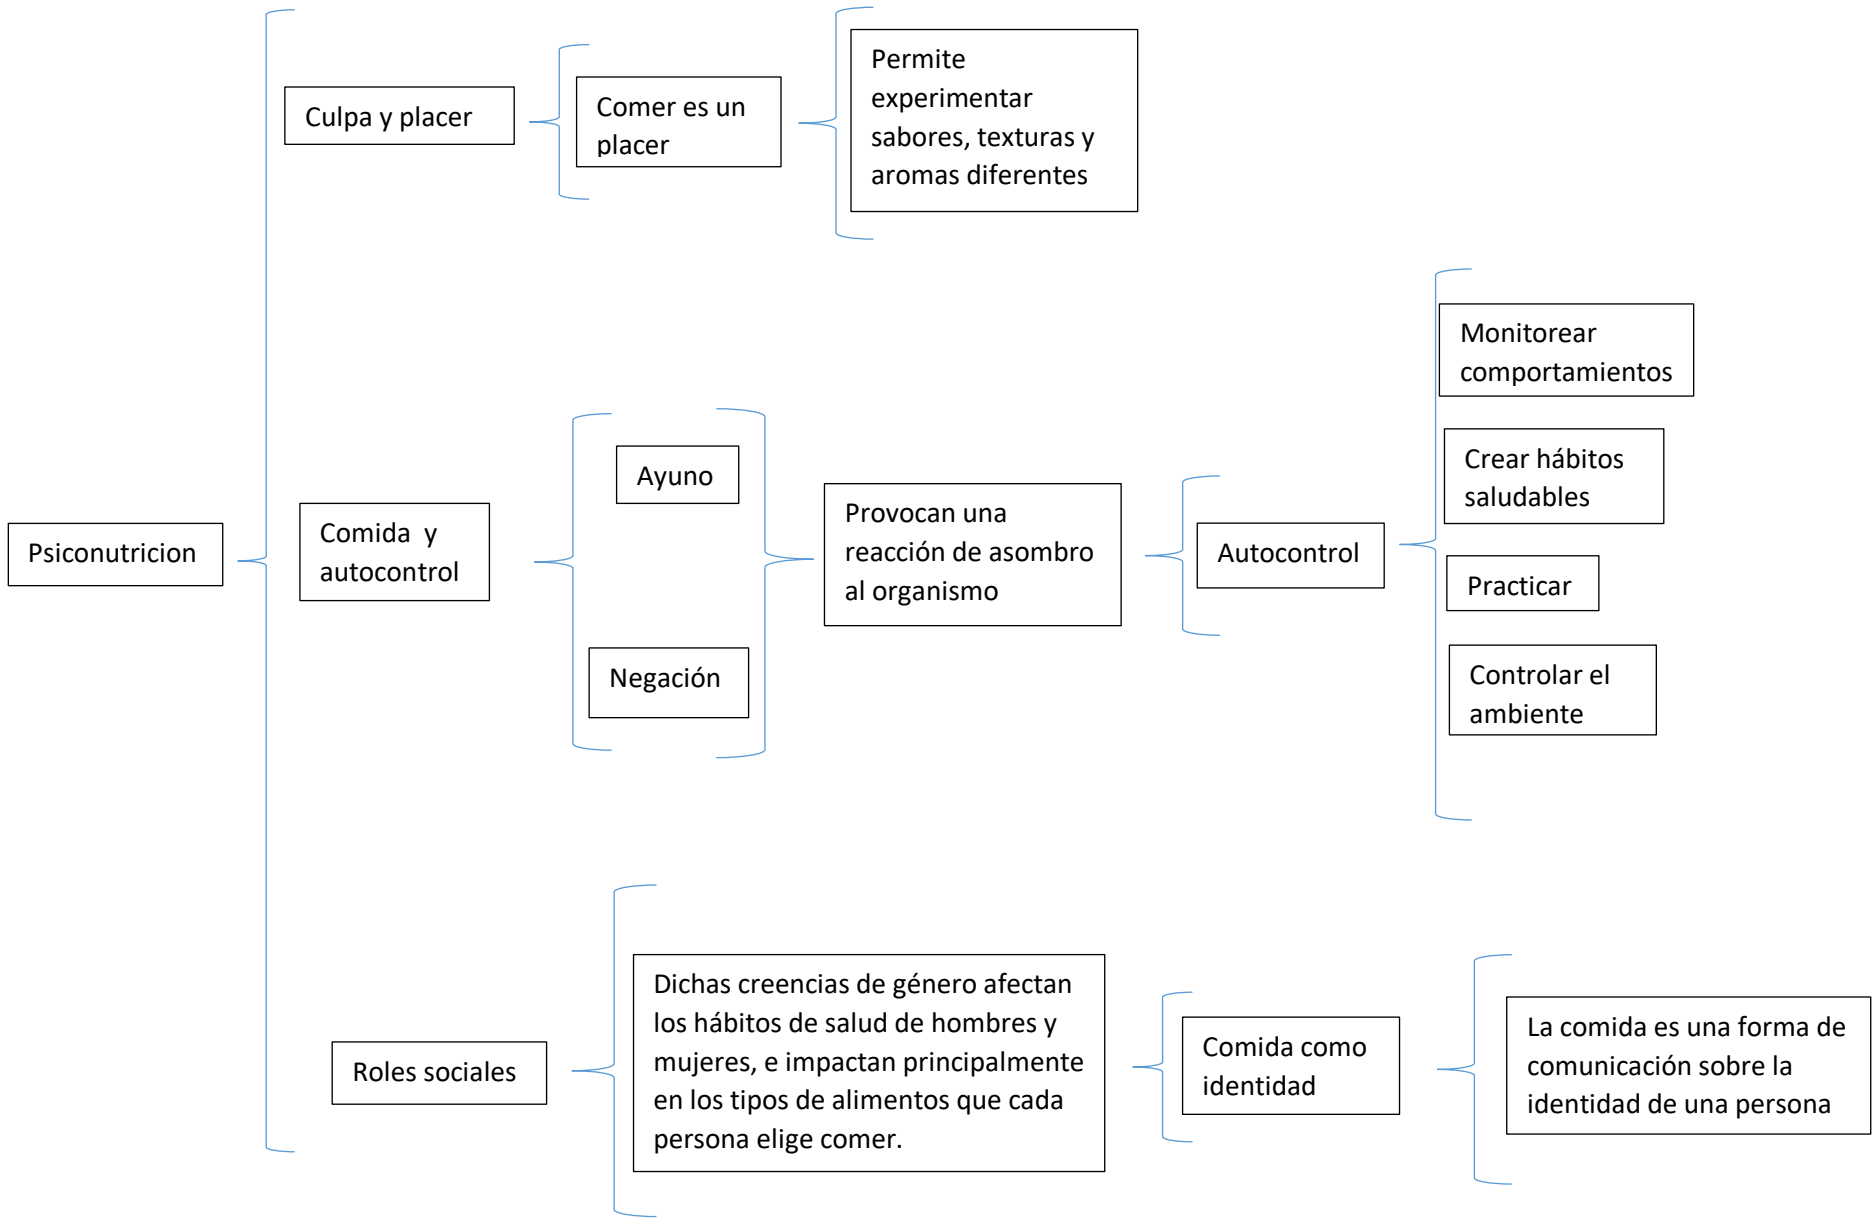 Psiconutricion
Culpa y placer
Comer es un
placer
Permite
experimentar
sabores, texturas y
aromas diferentes
Comida y
autocontrol
Ayuno
Negación
Provocan una
reacción de asombro
al organismo
Autocontrol
Monitorear
comportamientos
Crear hábitos
saludables
Practicar
Controlar el
ambiente
Roles sociales
Dichas creencias de género afectan
los hábitos de salud de hombres y
mujeres, e impactan principalmente
en los tipos de alimentos que cada
persona elige comer.
Comida como
identidad
La comida es una forma de
comunicación sobre la
identidad de una persona